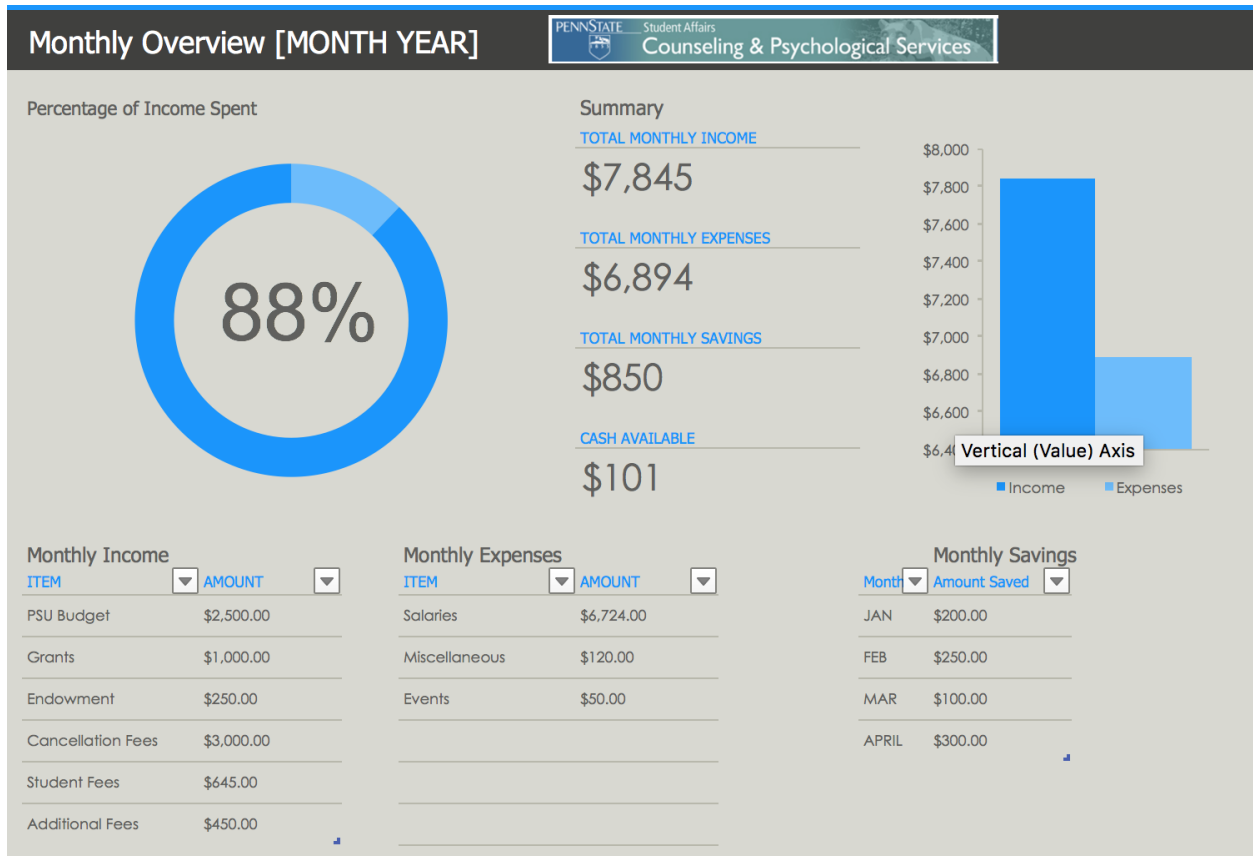 Monthly Overview [MONTH YEAR]
PENNSTATE Student Affairs
Counseling & Psychological Services
Percentage of Income Spent
88%
Summary
TOTAL MONTHLY INCOME
$7,845
TOTAL MONTHLY EXPENSES
$6,894
TOTAL MONTHLY SAVINGS
$850
CASH AVAILABLE
$101
$8,000
$7,800
$7,600
$7,400
$7,200
$7,000
$6,800
$6,600
Vertical (Value) Axis
Income Expenses
Monthly Income
ITEM AMOUNT
PSU Budget $2,500.00
Grants $1,000.00
Endowment $250.00
Cancellation Fees $3,000.00
Student Fees $645.00
Additional Fees $450.00
Monthly Expenses
ITEM AMOUNT
Salaries $6,724.00
Miscellaneous $120.00
Events $50.00
Monthly Savings
Month Amount Saved
JAN $200.00
FEB $250.00
MAR $100.00
APRIL $300.00